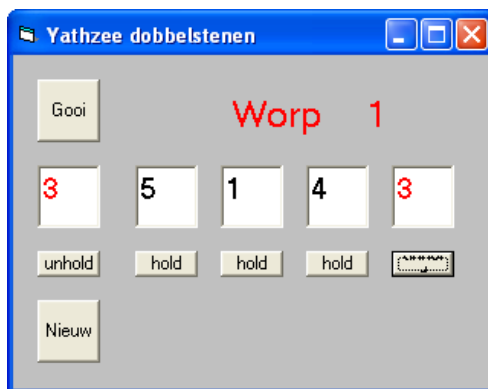 Yathzee dobbelstenen
Gooi
Worp 1
3 5 1 4 3
unhold hold hold hold
Nieuw